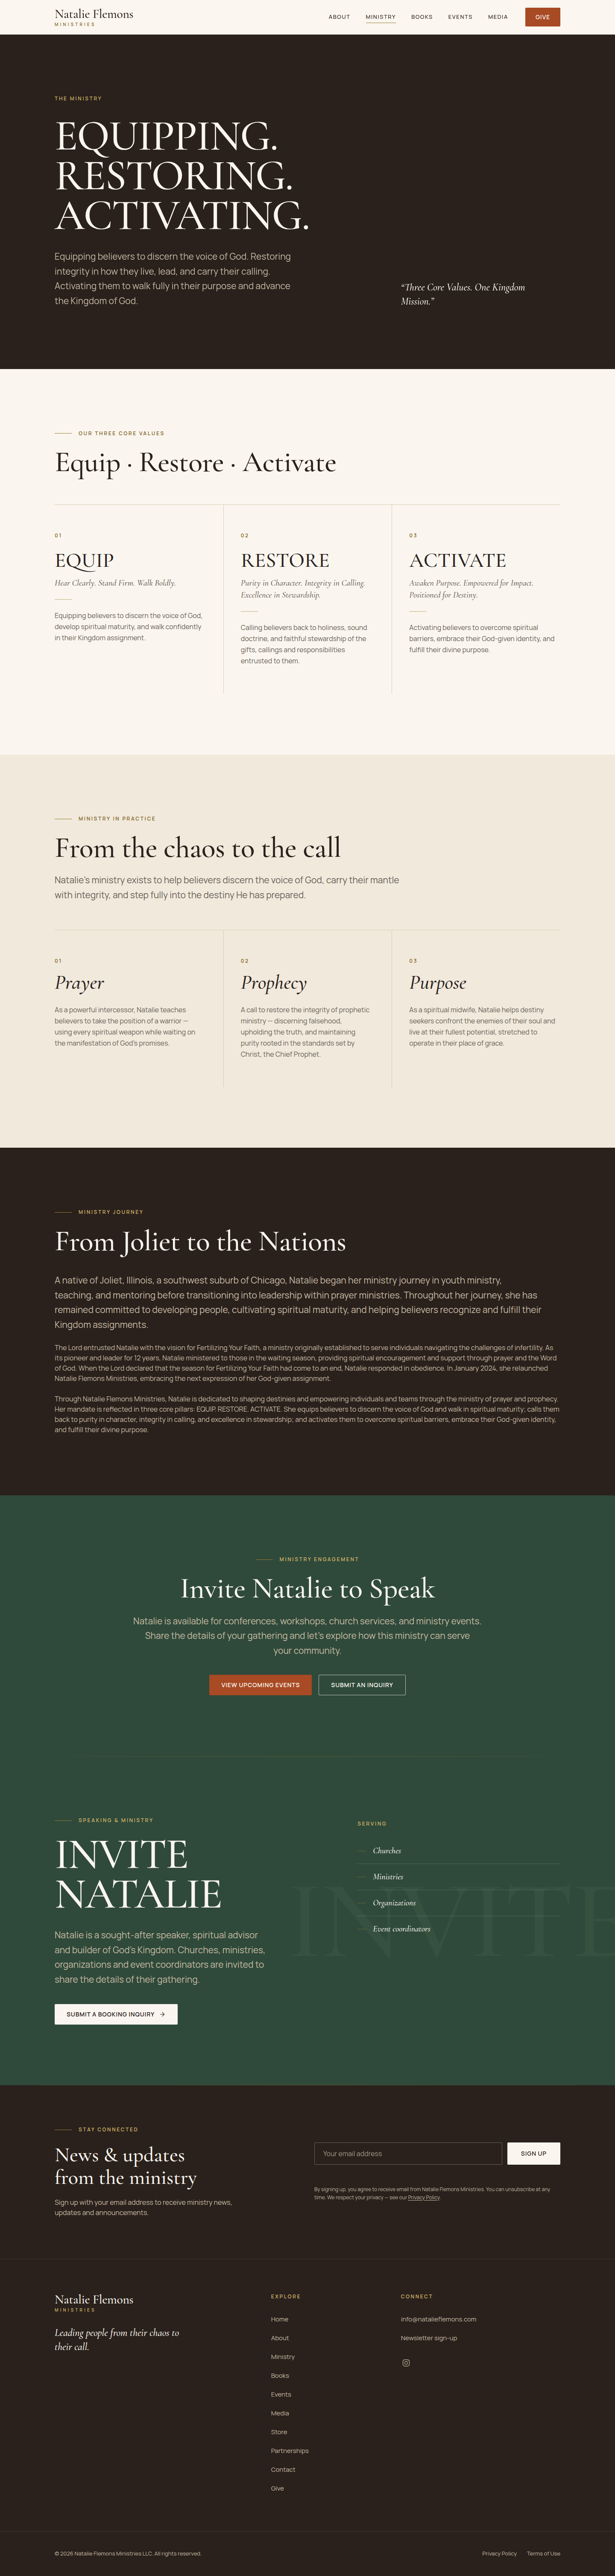 Natalie Flemons
MINISTRIES
ABOUT
MINISTRY
BOOKS
EVENTS
MEDIA
GIVE
THE MINISTRY
EQUIPPING.
RESTORING.
ACTIVATING.
Equipping believers to discern the voice of God. Restoring
integrity in how they live, lead, and carry their calling.
Activating them to walk fully in their purpose and advance
the Kingdom of God.
“Three Core Values. One Kingdom
Mission.”
OUR THREE CORE VALUES
Equip · Restore · Activate
01
EQUIP
Hear Clearly. Stand Firm. Walk Boldly.
Equipping believers to discern the voice of God,
develop spiritual maturity, and walk confidently
in their Kingdom assignment.
02
RESTORE
Purity in Character. Integrity in Calling.
Excellence in Stewardship.
Calling believers back to holiness, sound
doctrine, and faithful stewardship of the
gifts, callings and responsibilities
entrusted to them.
03
ACTIVATE
Awaken Purpose. Empowered for Impact.
Positioned for Destiny.
Activating believers to overcome spiritual
barriers, embrace their God-given identity, and
fulfill their divine purpose.
MINISTRY IN PRACTICE
From the chaos to the call
Natalie's ministry exists to help believers discern the voice of God, carry their mantle
with integrity, and step fully into the destiny He has prepared.
01
Prayer
As a powerful intercessor, Natalie teaches
believers to take the position of a warrior —
using every spiritual weapon while waiting on
the manifestation of God's promises.
02
Prophecy
A call to restore the integrity of prophetic
ministry — discerning falsehood,
upholding the truth, and maintaining
purity rooted in the standards set by
Christ, the Chief Prophet.
03
Purpose
As a spiritual midwife, Natalie helps destiny
seekers confront the enemies of their soul and
live at their fullest potential, stretched to
operate in their place of grace.
MINISTRY JOURNEY
From Joliet to the Nations
A native of Joliet, Illinois, a southwest suburb of Chicago, Natalie began her ministry journey in youth ministry,
teaching, and mentoring before transitioning into leadership within prayer ministries. Throughout her journey, she has
remained committed to developing people, cultivating spiritual maturity, and helping believers recognize and fulfill their
Kingdom assignments.
The Lord entrusted Natalie with the vision for Fertilizing Your Faith, a ministry originally established to serve individuals navigating the challenges of infertility. As
its pioneer and leader for 12 years, Natalie ministered to those in the waiting season, providing spiritual encouragement and support through prayer and the Word
of God. When the Lord declared that the season for Fertilizing Your Faith had come to an end, Natalie responded in obedience. In January 2024, she relaunched
Natalie Flemons Ministries, embracing the next expression of her God-given assignment.
Through Natalie Flemons Ministries, Natalie is dedicated to shaping destinies and empowering individuals and teams through the ministry of prayer and prophecy.
Her mandate is reflected in three core pillars: EQUIP. RESTORE. ACTIVATE. She equips believers to discern the voice of God and walk in spiritual maturity; calls them
back to purity in character, integrity in calling, and excellence in stewardship; and activates them to overcome spiritual barriers, embrace their God-given identity,
and fulfill their divine purpose.
MINISTRY ENGAGEMENT
Invite Natalie to Speak
Natalie is available for conferences, workshops, church services, and ministry events.
Share the details of your gathering and let's explore how this ministry can serve
your community.
VIEW UPCOMING EVENTS
SUBMIT AN INQUIRY
SPEAKING & MINISTRY
INVITE
NATALIE
Natalie is a sought-after speaker, spiritual advisor
and builder of God's Kingdom. Churches, ministries,
organizations and event coordinators are invited to
share the details of their gathering.
SUBMIT A BOOKING INQUIRY →
SERVING
Churches
Ministries
Organizations
Event coordinators
INVITE
STAY CONNECTED
News & updates
from the ministry
Sign up with your email address to receive ministry news,
updates and announcements.
Your email address
SIGN UP
By signing up, you agree to receive email from Natalie Flemons Ministries. You can unsubscribe at any
time. We respect your privacy — see our Privacy Policy.
Natalie Flemons
MINISTRIES
Leading people from their chaos to
their call.
EXPLORE
Home
About
Ministry
Books
Events
Media
Store
Partnerships
Contact
Give
CONNECT
info@natalieflemons.com
Newsletter sign-up
© 2026 Natalie Flemons Ministries LLC. All rights reserved.
Privacy Policy
Terms of Use